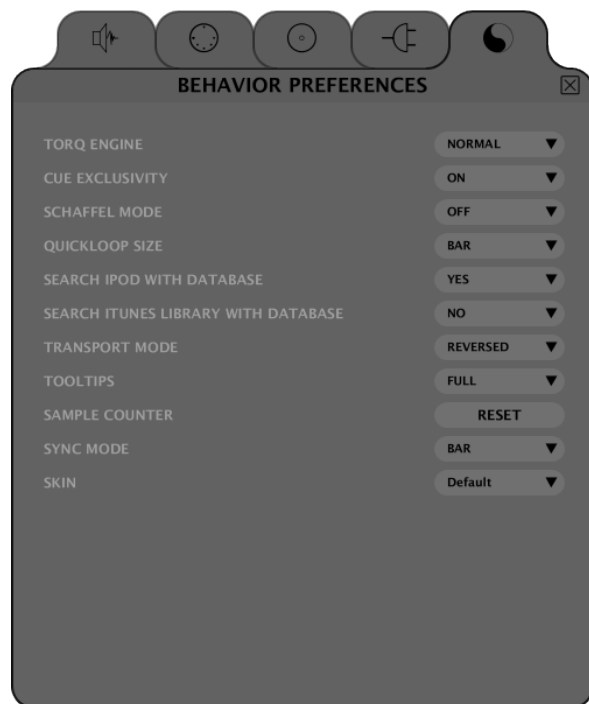 BEHAVIOR PREFERENCES
TORQ ENGINE NORMAL
CUE EXCLUSIVITY ON
SCHAFFEL MODE OFF
QUICKLOOP SIZE BAR
SEARCH IPOD WITH DATABASE YES
SEARCH ITUNES LIBRARY WITH DATABASE NO
TRANSPORT MODE REVERSED
TOOLTIPS FULL
SAMPLE COUNTER RESET
SYNC MODE BAR
SKIN Default